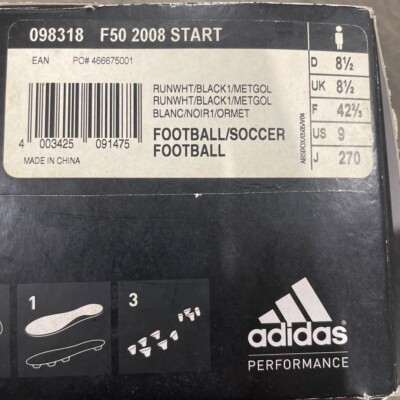 098318 F50 2008 START
EAN PO# 466675001
RUNWHT/BLACK1/METGOL
RUNWHT/BLACK1/METGOL
BLANC/NOIR1/ORMET
FOOTBALL/SOCCER
FOOTBALL
4 003425 091475
MADE IN CHINA
D 8½
UK 8½
F 42⅔
US 9
J 270
1
3
adidas
PERFORMANCE